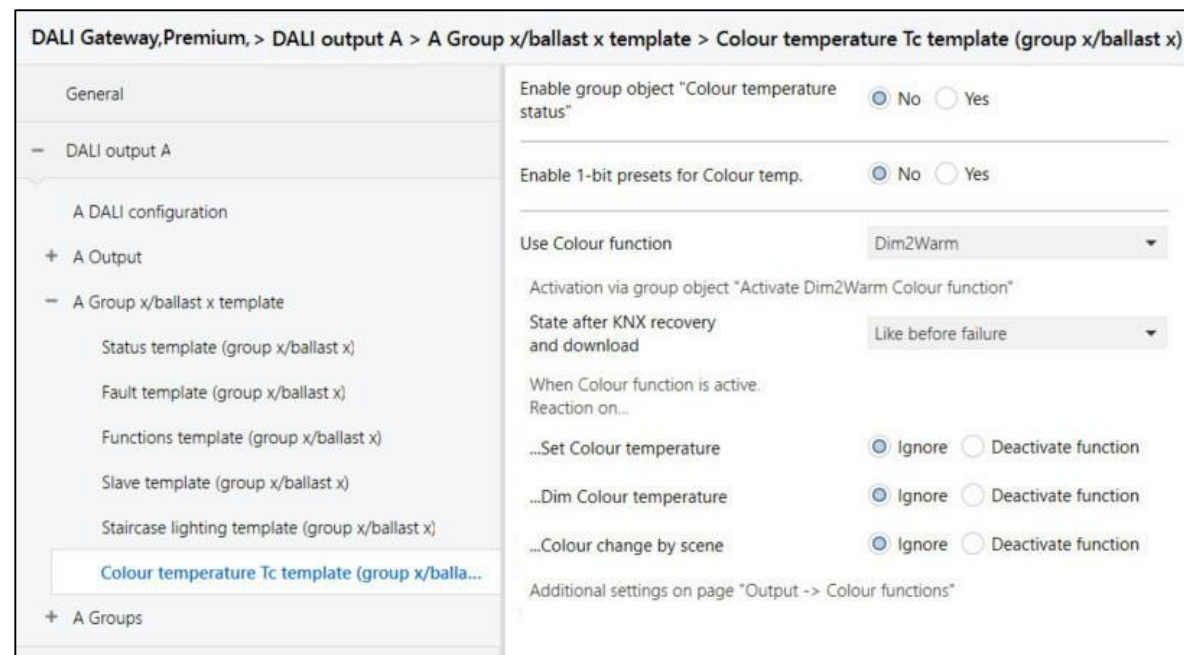 DALI Gateway,Premium, > DALI output A > A Group x/ballast x template > Colour temperature Tc template (group x/ballast x)
General
− DALI output A
A DALI configuration
+ A Output
− A Group x/ballast x template
Status template (group x/ballast x)
Fault template (group x/ballast x)
Functions template (group x/ballast x)
Slave template (group x/ballast x)
Staircase lighting template (group x/ballast x)
Colour temperature Tc template (group x/balla...
+ A Groups
Enable group object "Colour temperature
status"
No Yes
Enable 1-bit presets for Colour temp. No Yes
Use Colour function Dim2Warm
Activation via group object "Activate Dim2Warm Colour function"
State after KNX recovery
and download
Like before failure
When Colour function is active.
Reaction on...
...Set Colour temperature Ignore Deactivate function
...Dim Colour temperature Ignore Deactivate function
...Colour change by scene Ignore Deactivate function
Additional settings on page "Output -> Colour functions"